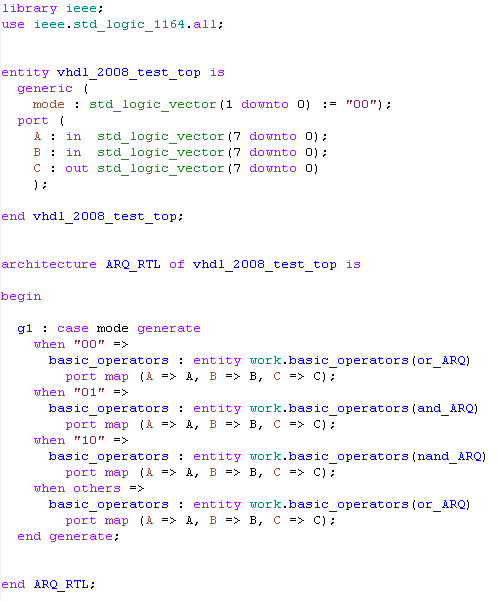 library ieee;
use ieee.std_logic_1164.all;
entity vhdl_2008_test_top is
generic (
mode : std_logic_vector(1 downto 0) := "00");
port (
A : in std_logic_vector(7 downto 0);
B : in std_logic_vector(7 downto 0);
C : out std_logic_vector(7 downto 0)
);
end vhdl_2008_test_top;
architecture ARQ_RTL of vhdl_2008_test_top is
begin
g1 : case mode generate
when "00" =>
basic_operators : entity work.basic_operators(or_ARQ)
port map (A => A, B => B, C => C);
when "01" =>
basic_operators : entity work.basic_operators(and_ARQ)
port map (A => A, B => B, C => C);
when "10" =>
basic_operators : entity work.basic_operators(nand_ARQ)
port map (A => A, B => B, C => C);
when others =>
basic_operators : entity work.basic_operators(or_ARQ)
port map (A => A, B => B, C => C);
end generate;
end ARQ_RTL;